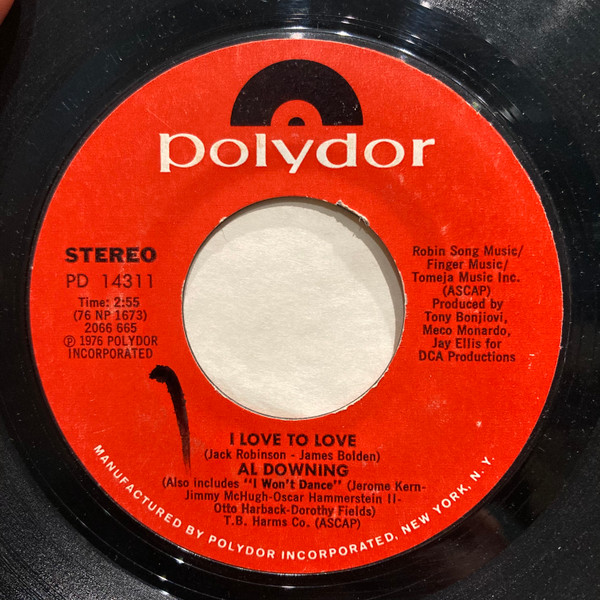 polydor
STEREO
PD 14311
Time: 2:55
(76 NP 1673)
2066 665
Ⓟ 1976 POLYDOR
INCORPORATED
Robin Song Music/
Finger Music/
Tomeja Music Inc.
(ASCAP)
Produced by
Tony Bonjiovi,
Meco Monardo,
Jay Ellis for
DCA Productions
I LOVE TO LOVE
(Jack Robinson - James Bolden)
AL DOWNING
(Also includes "I Won't Dance" (Jerome Kern-
Jimmy McHugh-Oscar Hammerstein II-
Otto Harback-Dorothy Fields)
T.B. Harms Co. (ASCAP)
MANUFACTURED BY POLYDOR INCORPORATED, NEW YORK, N.Y.